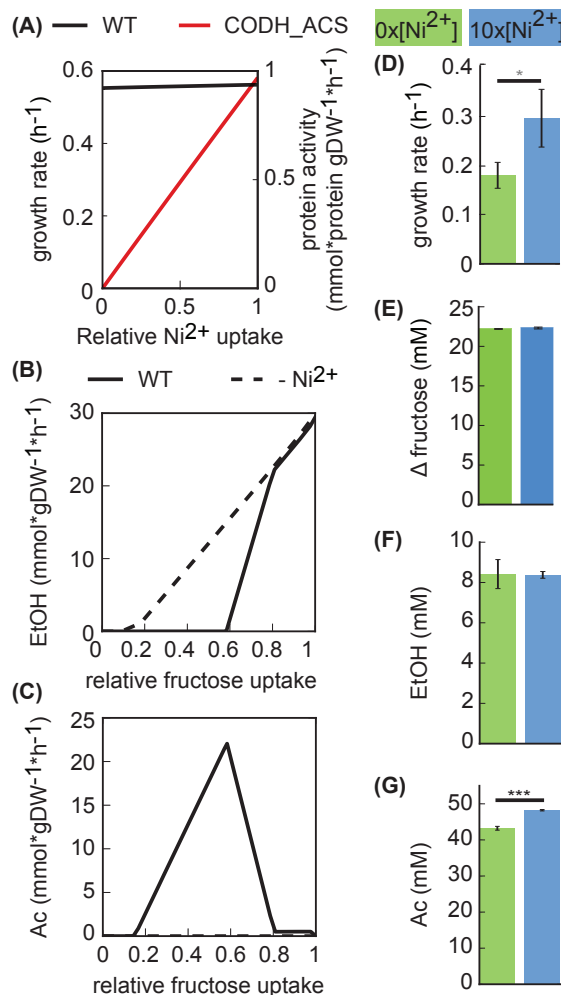 (A) WT CODH_ACS
0.6
0.4
0.2
0
growth rate (h-1)
1
0.5
0
protein activity
(mmol*protein gDW-1*h-1)
0 0.5 1
Relative Ni2+ uptake
(B) WT - Ni2+
30
20
10
0
EtOH (mmol*gDW-1*h-1)
0 0.2 0.4 0.6 0.8 1
relative fructose uptake
(C)
25
20
15
10
5
0
Ac (mmol*gDW-1*h-1)
0 0.2 0.4 0.6 0.8 1
relative fructose uptake
0x[Ni2+] 10x[Ni2+]
(D)
0.4
0.3
0.2
0.1
0
growth rate (h-1)
*
(E)
25
20
15
10
5
0
Δ fructose (mM)
(F)
10
8
6
4
2
0
EtOH (mM)
(G)
50
40
30
20
10
0
Ac (mM)
***